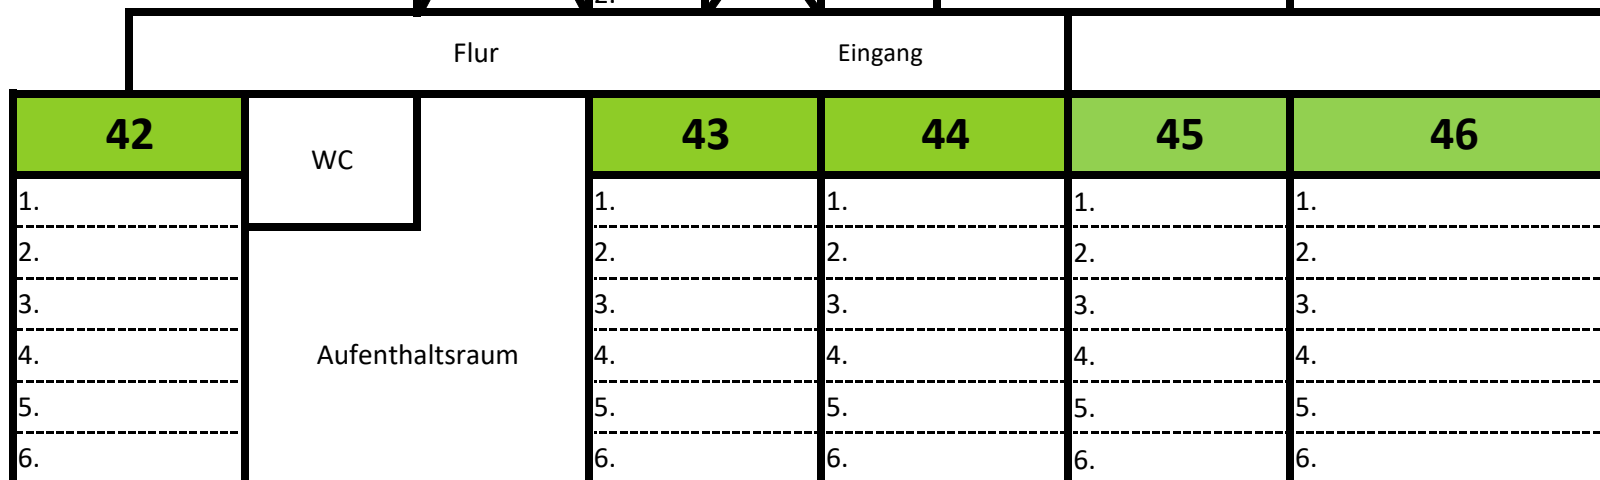 2.
Flur Eingang
42 WC 43 44 45 46
1. 1. 1. 1. 1.
2. 2. 2. 2. 2.
3. 3. 3. 3. 3.
4. Aufenthaltsraum 4. 4. 4. 4.
5. 5. 5. 5. 5.
6. 6. 6. 6. 6.